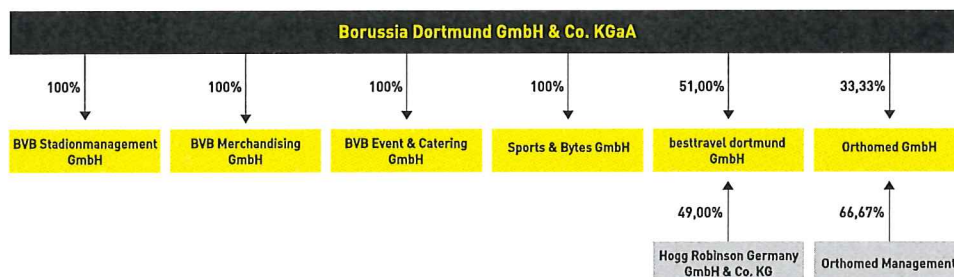 Borussia Dortmund GmbH & Co. KGaA
100%
100%
100%
100%
51,00%
33,33%
BVB Stadionmanagement
GmbH
BVB Merchandising
GmbH
BVB Event & Catering
GmbH
Sports & Bytes GmbH
besttravel dortmund
GmbH
Orthomed GmbH
49,00%
66,67%
Hogg Robinson Germany
GmbH & Co. KG
Orthomed Management